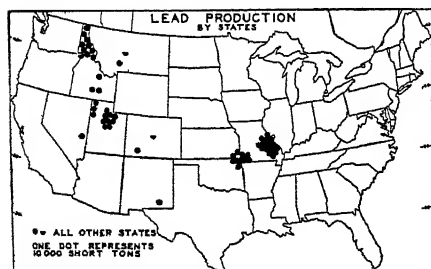 LEAD PRODUCTION
BY STATES
ALL OTHER STATES
ONE DOT REPRESENTS
10 000 SHORT TONS